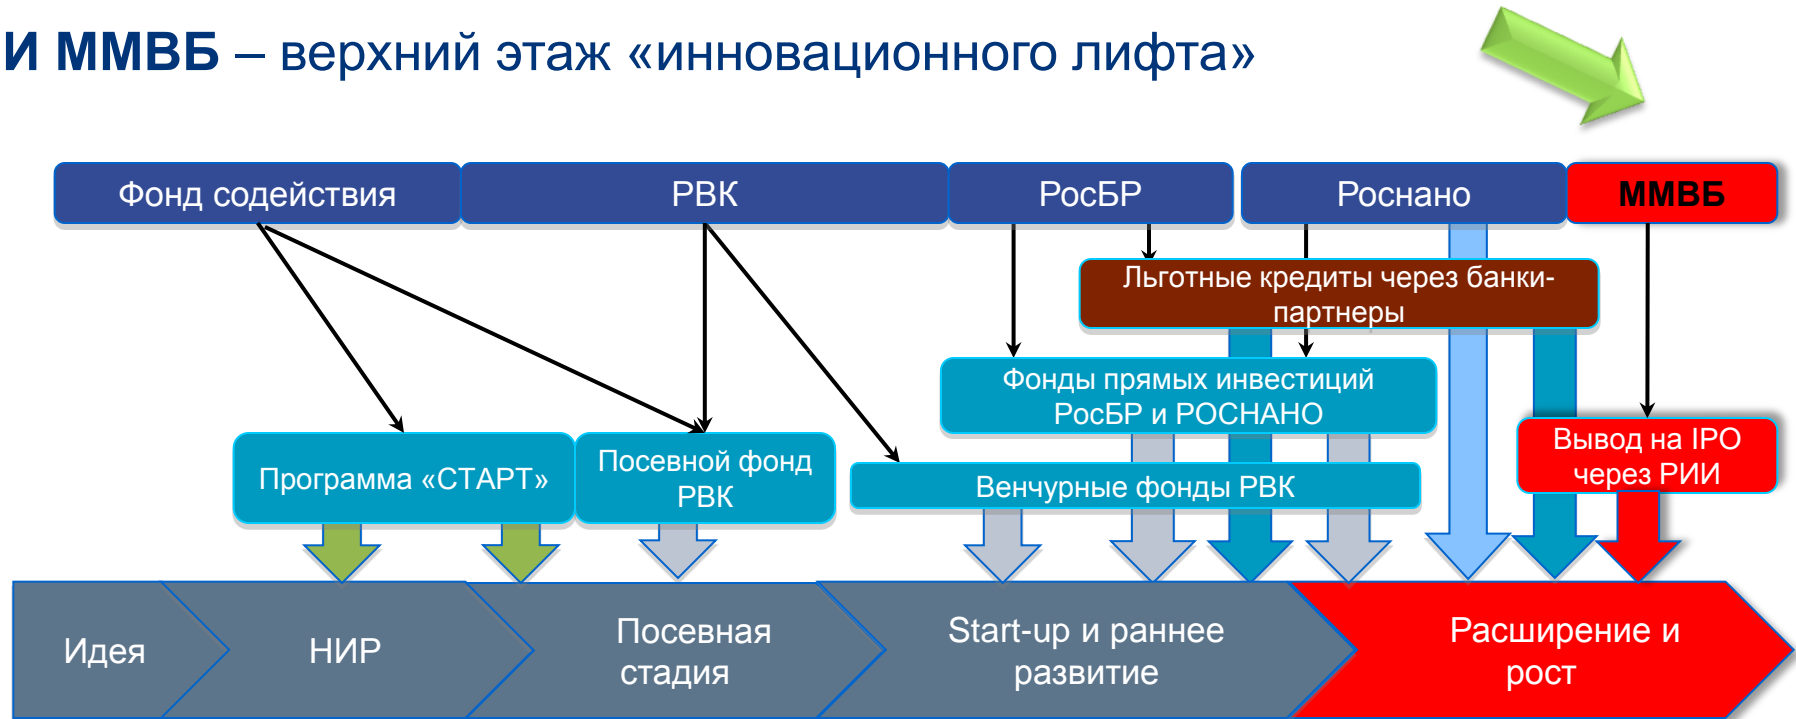 И ММВБ – верхний этаж «инновационного лифта»
Фонд содействия
РВК
РосБР
Роснано
ММВБ
Льготные кредиты через банки-
партнеры
Фонды прямых инвестиций
РосБР и РОСНАНО
Вывод на IPO
через РИИ
Программа «СТАРТ»
Посевной фонд
РВК
Венчурные фонды РВК
Идея
НИР
Посевная
стадия
Start-up и раннее
развитие
Расширение и
рост